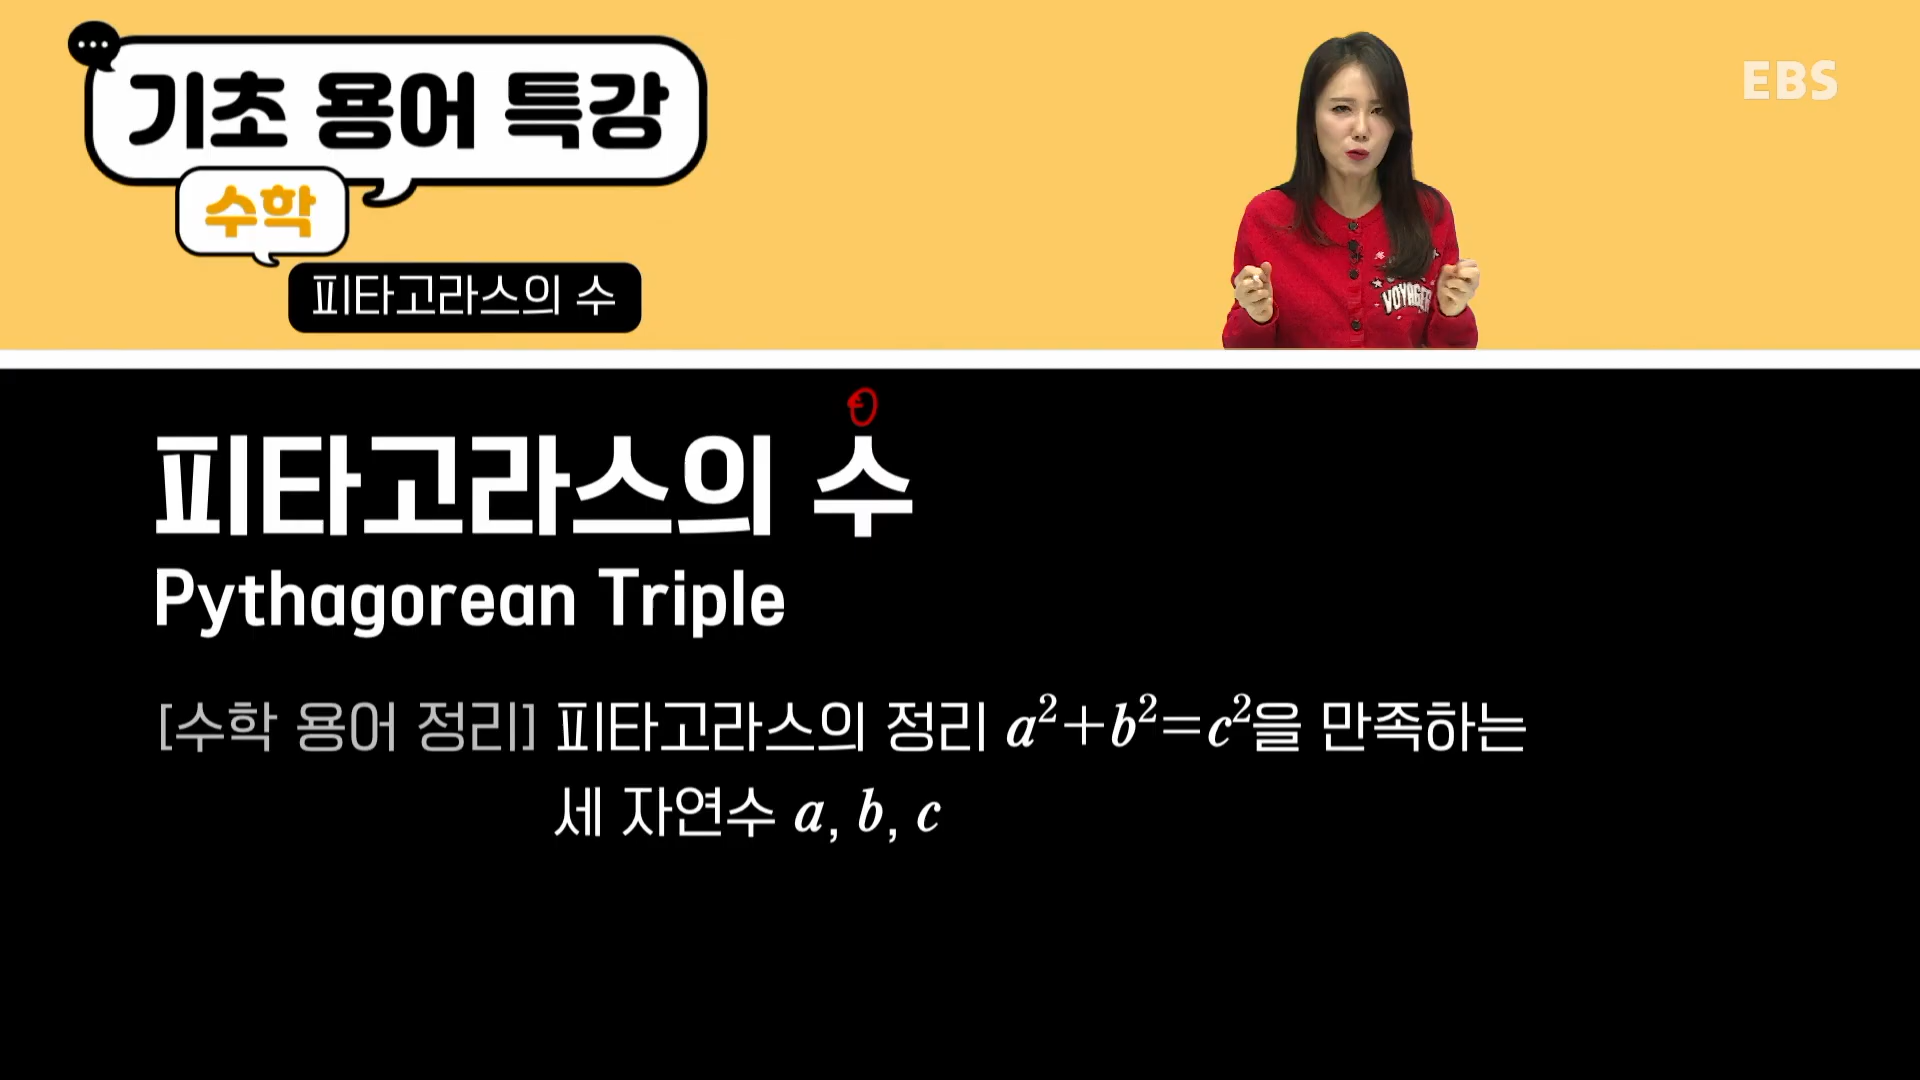 기초 용어 특강
EBS
수학
피타고라스의 수
VOYAGER
피타고라스의 수
Pythagorean Triple
[수학 용어 정리] 피타고라스의 정리 a²+b²=c²을 만족하는
세 자연수 a, b, c